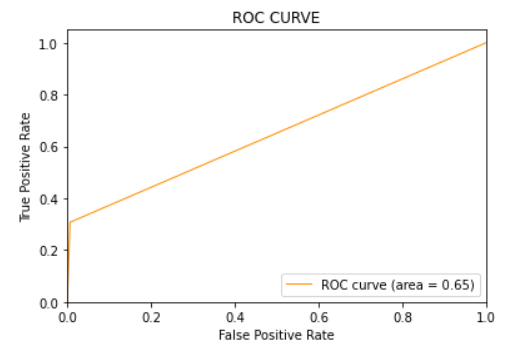 ROC CURVE
True Positive Rate
1.0
0.8
0.6
0.4
0.2
0.0
ROC curve (area = 0.65)
0.0 0.2 0.4 0.6 0.8 1.0
False Positive Rate